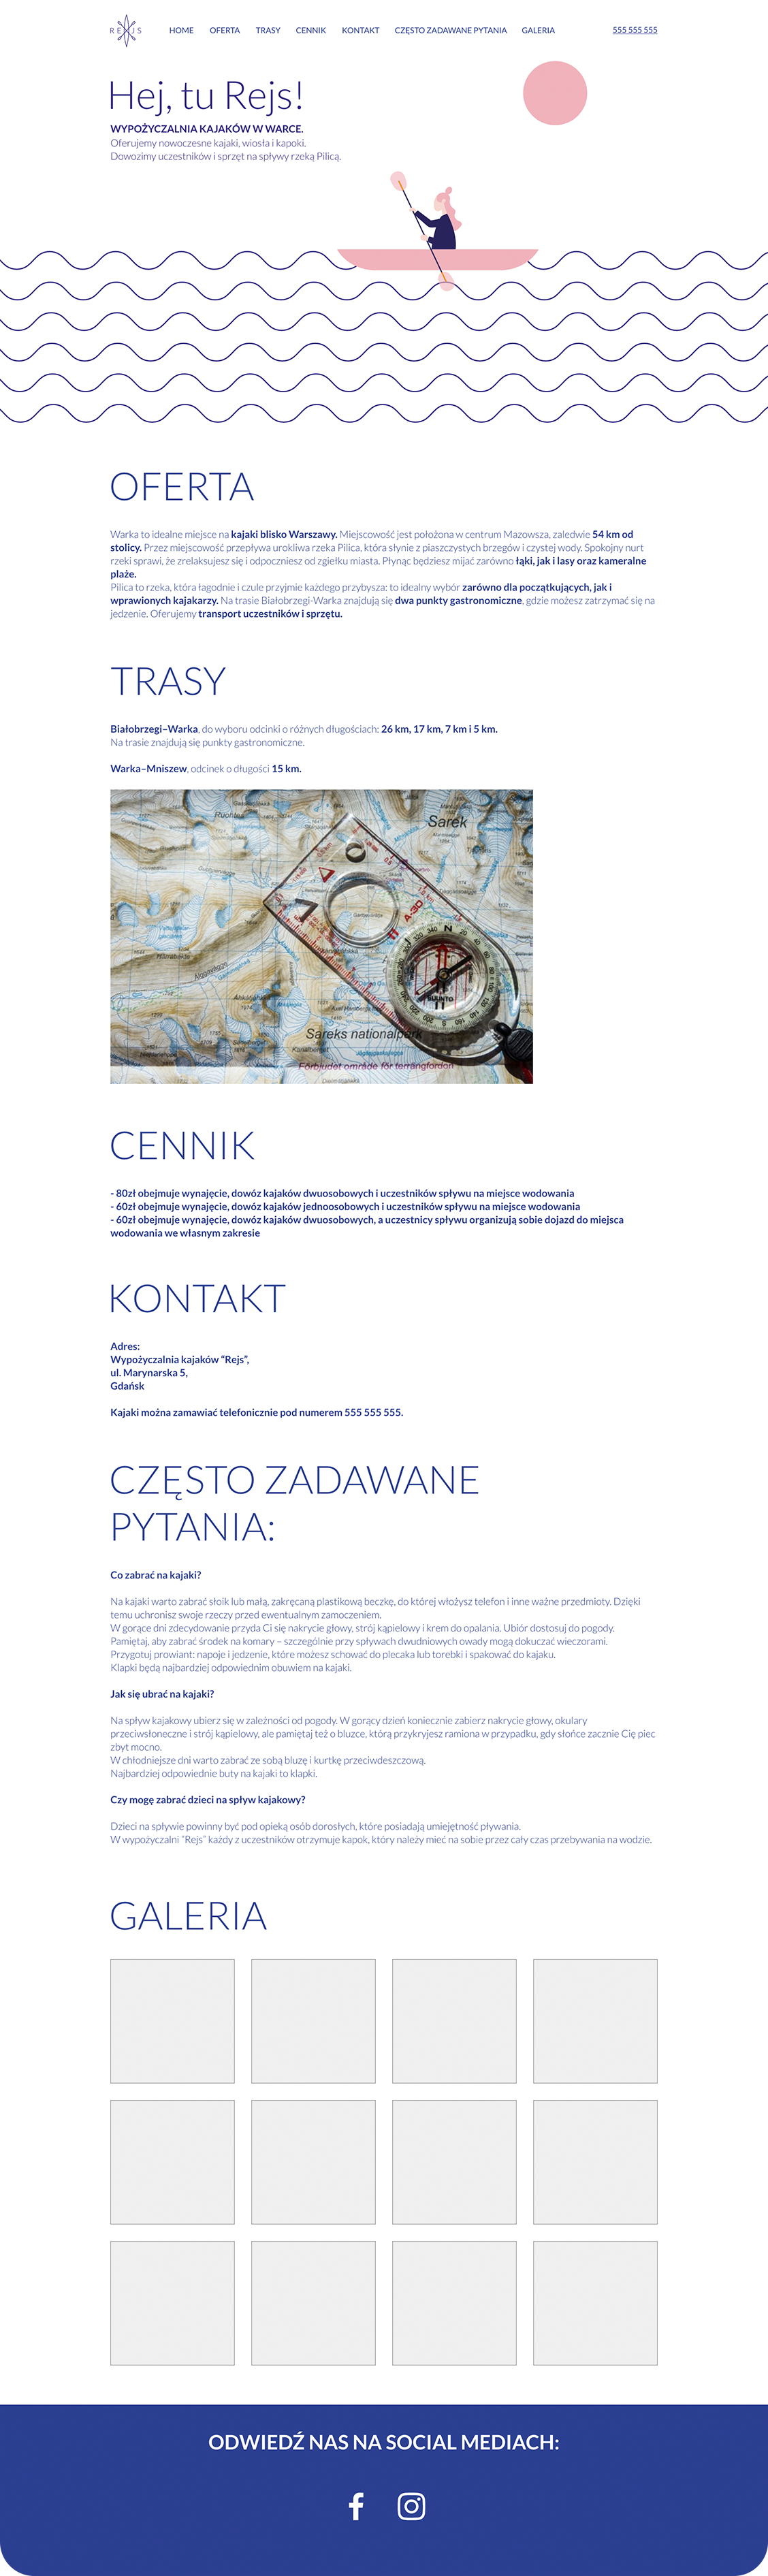 REJS
HOME OFERTA TRASY CENNIK KONTAKT CZĘSTO ZADAWANE PYTANIA GALERIA 555 555 555
Hej, tu Rejs!
WYPOŻYCZALNIA KAJAKÓW W WARCE.
Oferujemy nowoczesne kajaki, wiosła i kapoki.
Dowozimy uczestników i sprzęt na spływy rzeką Pilicą.
OFERTA
Warka to idealne miejsce na kajaki blisko Warszawy. Miejscowość jest położona w centrum Mazowsza, zaledwie 54 km od
stolicy. Przez miejscowość przepływa urokliwa rzeka Pilica, która słynie z piaszczystych brzegów i czystej wody. Spokojny nurt
rzeki sprawi, że zrelaksujesz się i odpoczniesz od zgiełku miasta. Płynąc będziesz mijać zarówno łąki, jak i lasy oraz kameralne
plaże.
Pilica to rzeka, która łagodnie i czule przyjmie każdego przybysza: to idealny wybór zarówno dla początkujących, jak i
wprawionych kajakarzy. Na trasie Białobrzegi-Warka znajdują się dwa punkty gastronomiczne, gdzie możesz zatrzymać się na
jedzenie. Oferujemy transport uczestników i sprzętu.
TRASY
Białobrzegi–Warka, do wyboru odcinki o różnych długościach: 26 km, 17 km, 7 km i 5 km.
Na trasie znajdują się punkty gastronomiczne.
Warka–Mniszew, odcinek o długości 15 km.
Sarek
A-30
N
SUUNTO
Sareks nationalpark
Förbjudet område för terrängfordon
CENNIK
- 80zł obejmuje wynajęcie, dowóz kajaków dwuosobowych i uczestników spływu na miejsce wodowania
- 60zł obejmuje wynajęcie, dowóz kajaków jednoosobowych i uczestników spływu na miejsce wodowania
- 60zł obejmuje wynajęcie, dowóz kajaków dwuosobowych, a uczestnicy spływu organizują sobie dojazd do miejsca
wodowania we własnym zakresie
KONTAKT
Adres:
Wypożyczalnia kajaków “Rejs”,
ul. Marynarska 5,
Gdańsk
Kajaki można zamawiać telefonicznie pod numerem 555 555 555.
CZĘSTO ZADAWANE
PYTANIA:
Co zabrać na kajaki?
Na kajaki warto zabrać słoik lub małą, zakręcaną plastikową beczkę, do której włożysz telefon i inne ważne przedmioty. Dzięki
temu uchronisz swoje rzeczy przed ewentualnym zamoczeniem.
W gorące dni zdecydowanie przyda Ci się nakrycie głowy, strój kąpielowy i krem do opalania. Ubiór dostosuj do pogody.
Pamiętaj, aby zabrać środek na komary – szczególnie przy spływach dwudniowych owady mogą dokuczać wieczorami.
Przygotuj prowiant: napoje i jedzenie, które możesz schować do plecaka lub torebki i spakować do kajaku.
Klapki będą najbardziej odpowiednim obuwiem na kajaki.
Jak się ubrać na kajaki?
Na spływ kajakowy ubierz się w zależności od pogody. W gorący dzień koniecznie zabierz nakrycie głowy, okulary
przeciwsłoneczne i strój kąpielowy, ale pamiętaj też o bluzce, którą przykryjesz ramiona w przypadku, gdy słońce zacznie Cię piec
zbyt mocno.
W chłodniejsze dni warto zabrać ze sobą bluzę i kurtkę przeciwdeszczową.
Najbardziej odpowiednie buty na kajaki to klapki.
Czy mogę zabrać dzieci na spływ kajakowy?
Dzieci na spływie powinny być pod opieką osób dorosłych, które posiadają umiejętność pływania.
W wypożyczalni “Rejs” każdy z uczestników otrzymuje kapok, który należy mieć na sobie przez cały czas przebywania na wodzie.
GALERIA
ODWIEDŹ NAS NA SOCIAL MEDIACH: